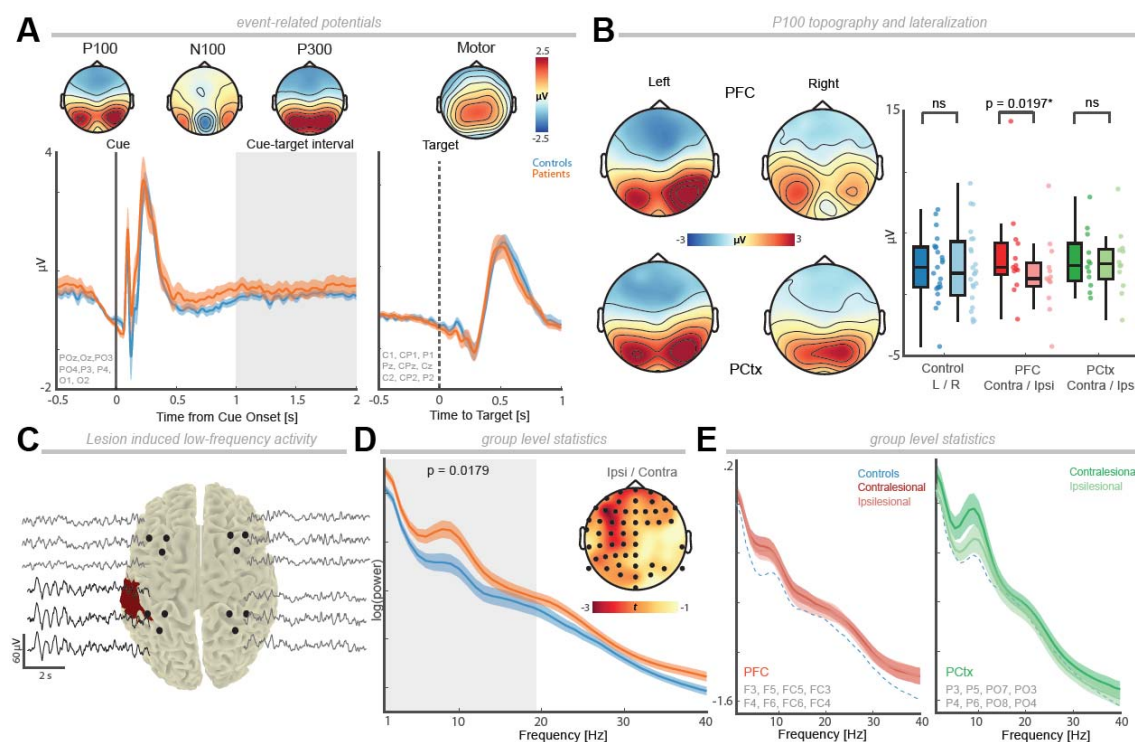 A
event-related potentials
P100
N100
P300
Motor
2.5
μV
-2.5
Cue
Cue-target interval
Target
Controls
Patients
4
1
μV
-2
POz,Oz,PO3
PO4,P3, P4,
O1, O2
C1, CP1, P1
Pz, CPz, Cz
C2, CP2, P2
-0.5 0 0.5 1 1.5 2
Time from Cue Onset [s]
-0.5 0 0.5 1
Time to Target [s]
B
P100 topography and lateralization
Left
PFC
Right
-3 μV 3
PCtx
15
ns
p = 0.0197*
ns
μV
-5
Control
L / R
PFC
Contra / Ipsi
PCtx
Contra / Ips
C
Lesion induced low-frequency activity
60 μV
2 s
D
group level statistics
p = 0.0179
Ipsi / Contra
-3 t -1
log(power)
1 10 20 30 40
Frequency [Hz]
E
group level statistics
.2
Controls
Contralesional
Ipsilesional
PFC
F3, F5, FC5, FC3
F4, F6, FC6, FC4
-1.6
10 20 30 40
Frequency [Hz]
Contralesional
Ipsilesional
PCtx
P3, P5, PO7, PO3
P4, P6, PO8, PO4
10 20 30 40
Frequency [Hz]